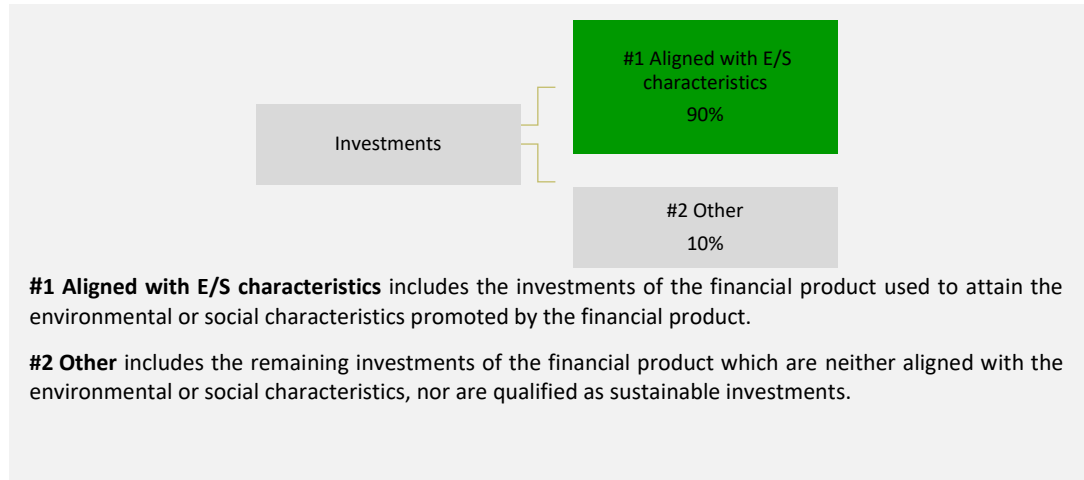 #1 Aligned with E/S
characteristics
90%
Investments
#2 Other
10%
#1 Aligned with E/S characteristics includes the investments of the financial product used to attain the
environmental or social characteristics promoted by the financial product.
#2 Other includes the remaining investments of the financial product which are neither aligned with the
environmental or social characteristics, nor are qualified as sustainable investments.